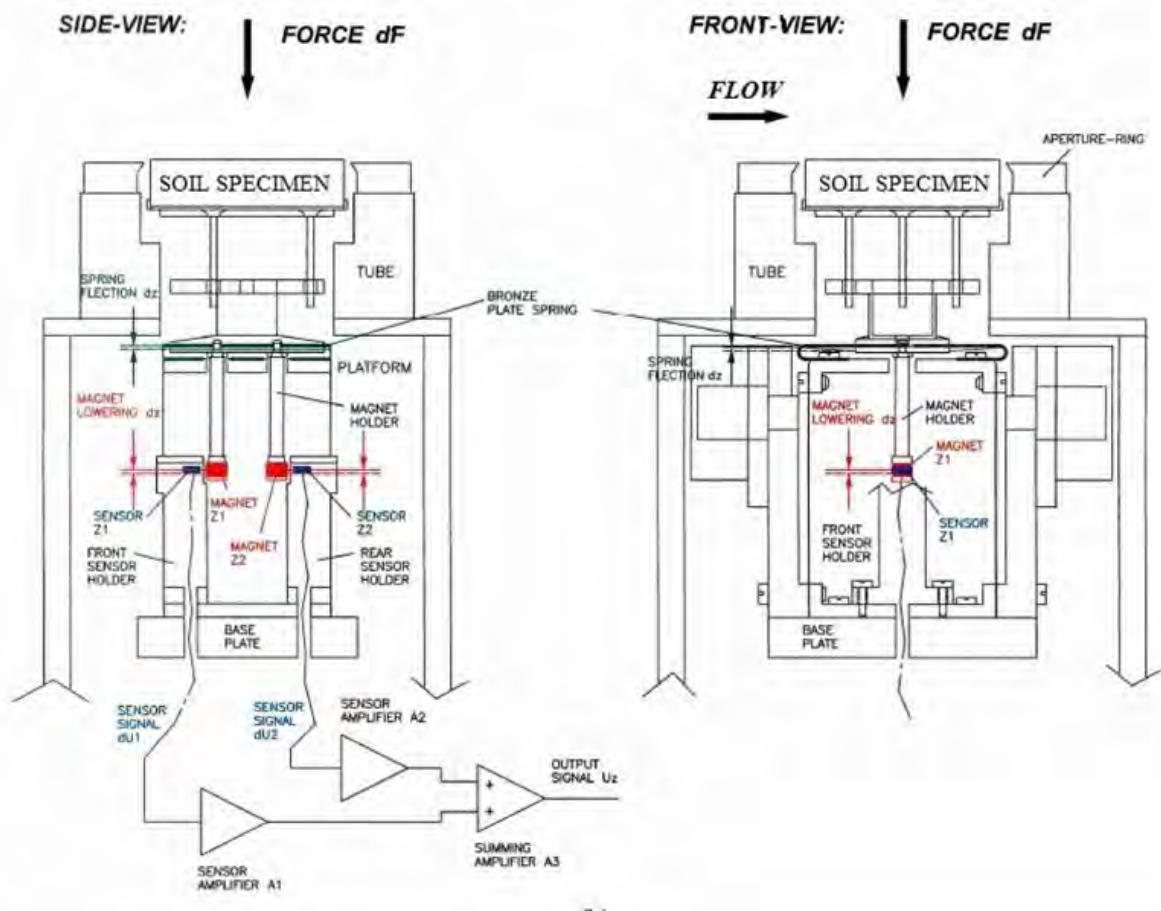 SIDE-VIEW:
FORCE dF
SOIL SPECIMEN
TUBE
SPRING
FLECTION dz
BRONZE
PLATE SPRING
PLATFORM
MAGNET
LOWERING dz
MAGNET
HOLDER
SENSOR
Z1
MAGNET
Z1
MAGNET
Z2
SENSOR
Z2
FRONT
SENSOR
HOLDER
REAR
SENSOR
HOLDER
BASE
PLATE
SENSOR
SIGNAL
dU1
SENSOR
SIGNAL
dU2
SENSOR
AMPLIFIER A2
OUTPUT
SIGNAL Uz
+
+
SENSOR
AMPLIFIER A1
SUMMING
AMPLIFIER A3
FRONT-VIEW:
FORCE dF
FLOW
APERTURE-RING
SOIL SPECIMEN
TUBE
SPRING
FLECTION dz
MAGNET
LOWERING dz
MAGNET
HOLDER
MAGNET
Z1
SENSOR
Z1
FRONT
SENSOR
HOLDER
BASE
PLATE